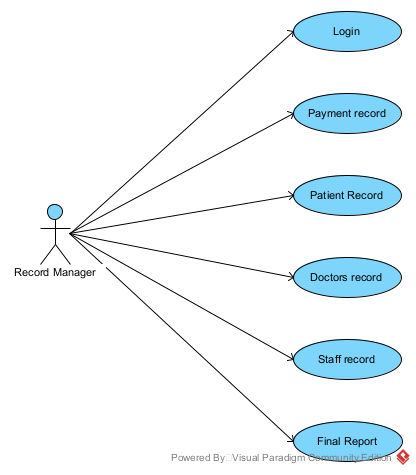 Login
Payment record
Patient Record
Record Manager
Doctors record
Staff record
Final Report
Powered By Visual Paradigm Community Edition